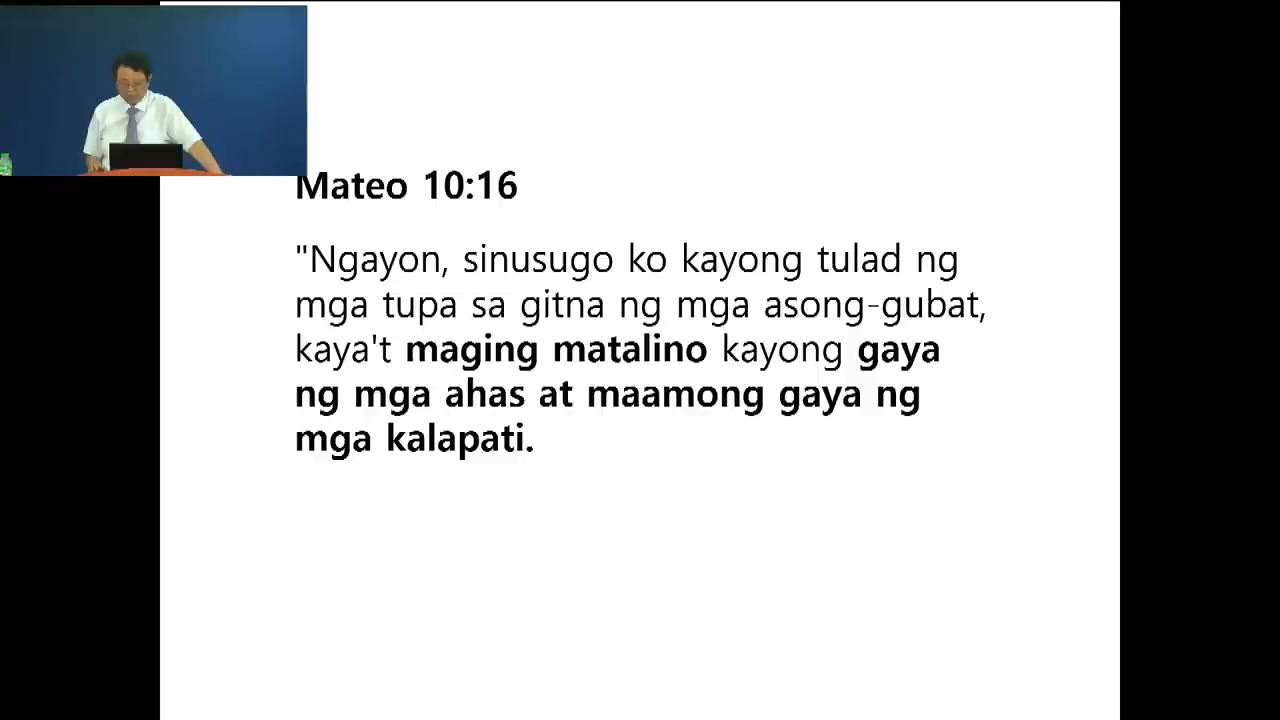 Mateo 10:16
"Ngayon, sinusugo ko kayong tulad ng
mga tupa sa gitna ng mga asong-gubat,
kaya't maging matalino kayong gaya
ng mga ahas at maamong gaya ng
mga kalapati.